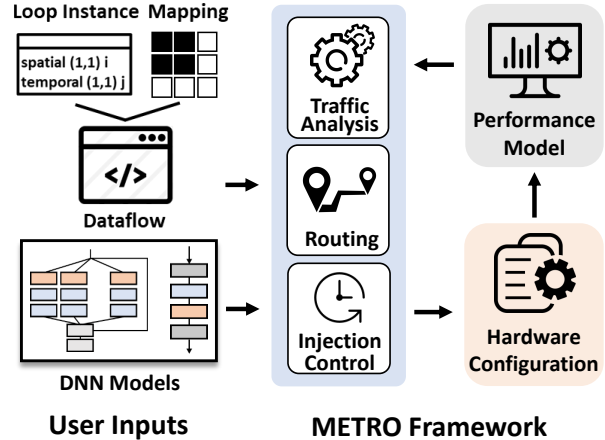 Loop Instance
Mapping
spatial (1,1) i
temporal (1,1) j
</>
Dataflow
DNN Models
User Inputs
Traffic
Analysis
Routing
Injection
Control
Performance
Model
Hardware
Configuration
METRO Framework